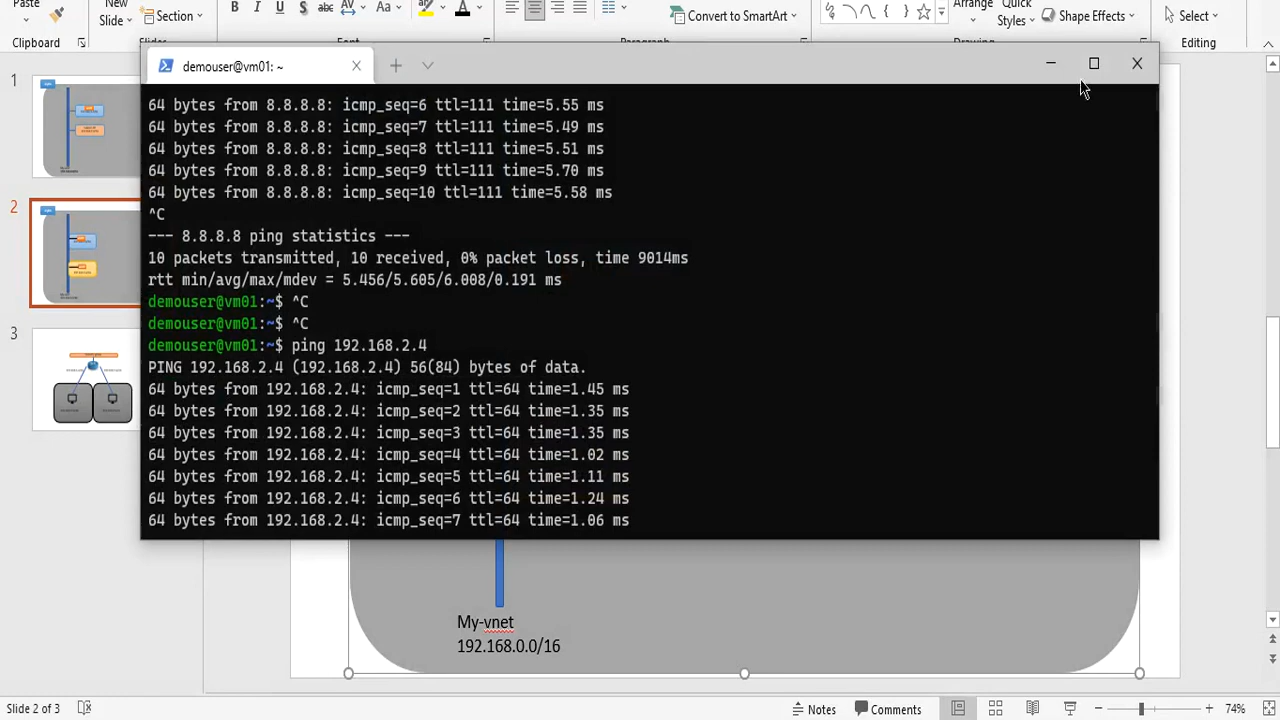 Paste
New
Slide
Section
B I U S ab AV Aa A
Convert to SmartArt
Arrange
Quick
Styles
Shape Effects
Select
Clipboard
Slides
Font
Paragraph
Drawing
Editing
demouser@vm01: ~
64 bytes from 8.8.8.8: icmp_seq=6 ttl=111 time=5.55 ms
64 bytes from 8.8.8.8: icmp_seq=7 ttl=111 time=5.49 ms
64 bytes from 8.8.8.8: icmp_seq=8 ttl=111 time=5.51 ms
64 bytes from 8.8.8.8: icmp_seq=9 ttl=111 time=5.70 ms
64 bytes from 8.8.8.8: icmp_seq=10 ttl=111 time=5.58 ms
^C
--- 8.8.8.8 ping statistics ---
10 packets transmitted, 10 received, 0% packet loss, time 9014ms
rtt min/avg/max/mdev = 5.456/5.605/6.008/0.191 ms
demouser@vm01:~$ ^C
demouser@vm01:~$ ^C
demouser@vm01:~$ ping 192.168.2.4
PING 192.168.2.4 (192.168.2.4) 56(84) bytes of data.
64 bytes from 192.168.2.4: icmp_seq=1 ttl=64 time=1.45 ms
64 bytes from 192.168.2.4: icmp_seq=2 ttl=64 time=1.35 ms
64 bytes from 192.168.2.4: icmp_seq=3 ttl=64 time=1.35 ms
64 bytes from 192.168.2.4: icmp_seq=4 ttl=64 time=1.02 ms
64 bytes from 192.168.2.4: icmp_seq=5 ttl=64 time=1.11 ms
64 bytes from 192.168.2.4: icmp_seq=6 ttl=64 time=1.24 ms
64 bytes from 192.168.2.4: icmp_seq=7 ttl=64 time=1.06 ms
1
2
3
My-vnet
192.168.0.0/16
Slide 2 of 3
Notes
Comments
74%